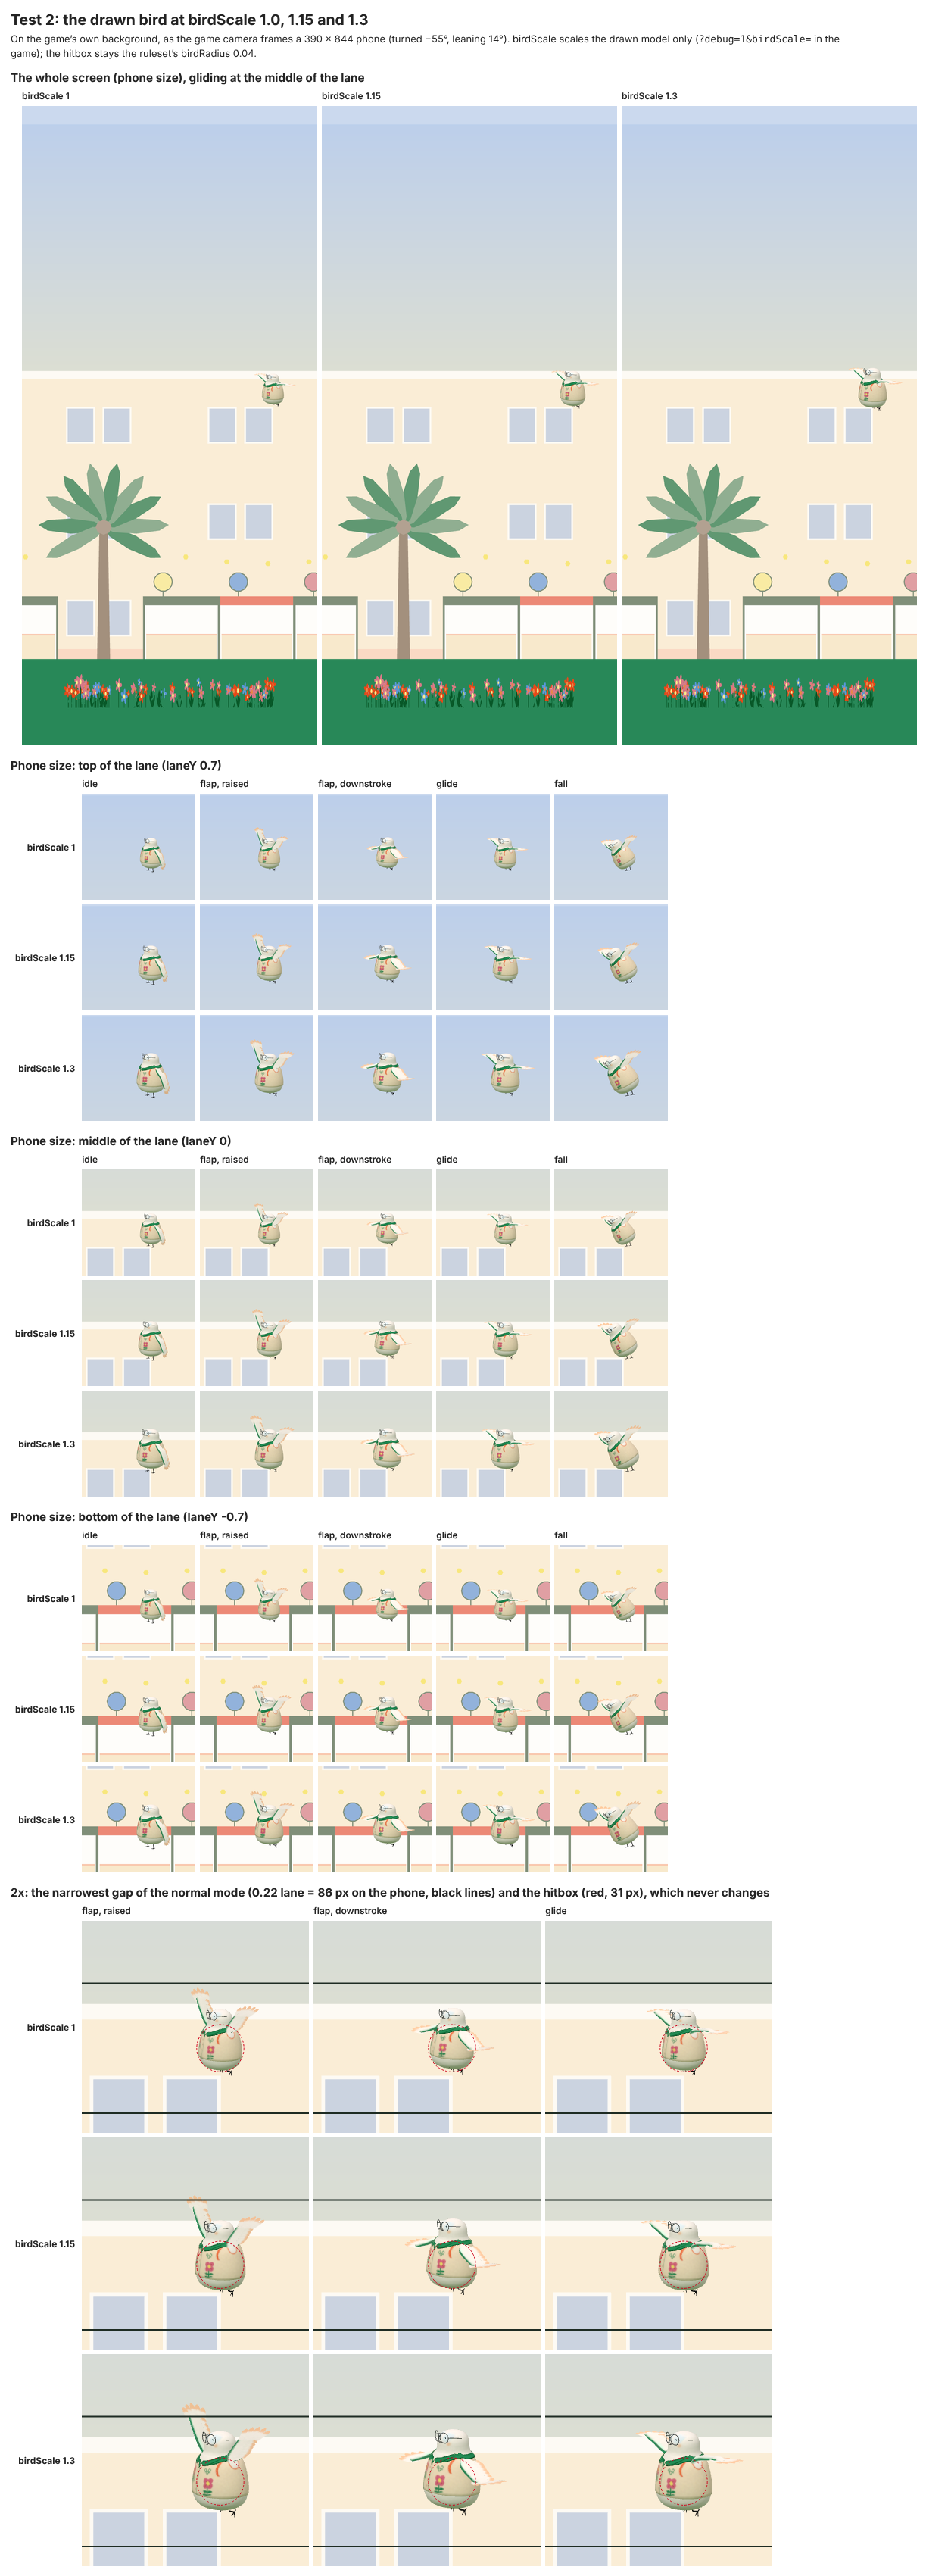 Test 2: the drawn bird at birdScale 1.0, 1.15 and 1.3
On the game's own background, as the game camera frames a 390 × 844 phone (turned −55°, leaning 14°). birdScale scales the drawn model only (?debug=1&birdScale= in the
game); the hitbox stays the ruleset's birdRadius 0.04.
The whole screen (phone size), gliding at the middle of the lane
birdScale 1 birdScale 1.15 birdScale 1.3
Phone size: top of the lane (laneY 0.7)
idle flap, raised flap, downstroke glide fall
birdScale 1
birdScale 1.15
birdScale 1.3
Phone size: middle of the lane (laneY 0)
idle flap, raised flap, downstroke glide fall
birdScale 1
birdScale 1.15
birdScale 1.3
Phone size: bottom of the lane (laneY -0.7)
idle flap, raised flap, downstroke glide fall
birdScale 1
birdScale 1.15
birdScale 1.3
2x: the narrowest gap of the normal mode (0.22 lane = 86 px on the phone, black lines) and the hitbox (red, 31 px), which never changes
flap, raised flap, downstroke glide
birdScale 1
birdScale 1.15
birdScale 1.3